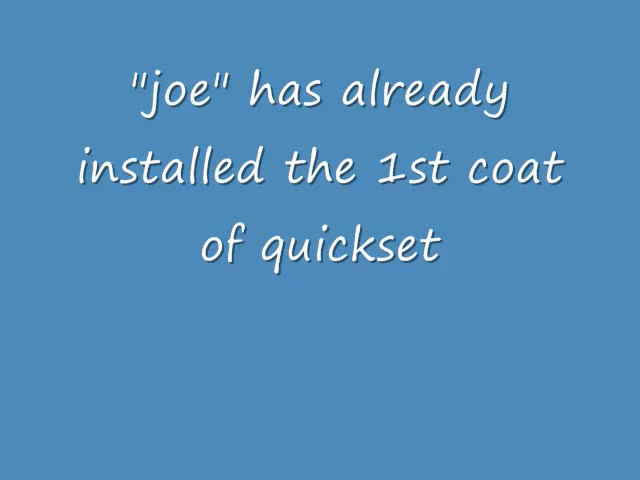 "joe" has already
installed the 1st coat
of quickset